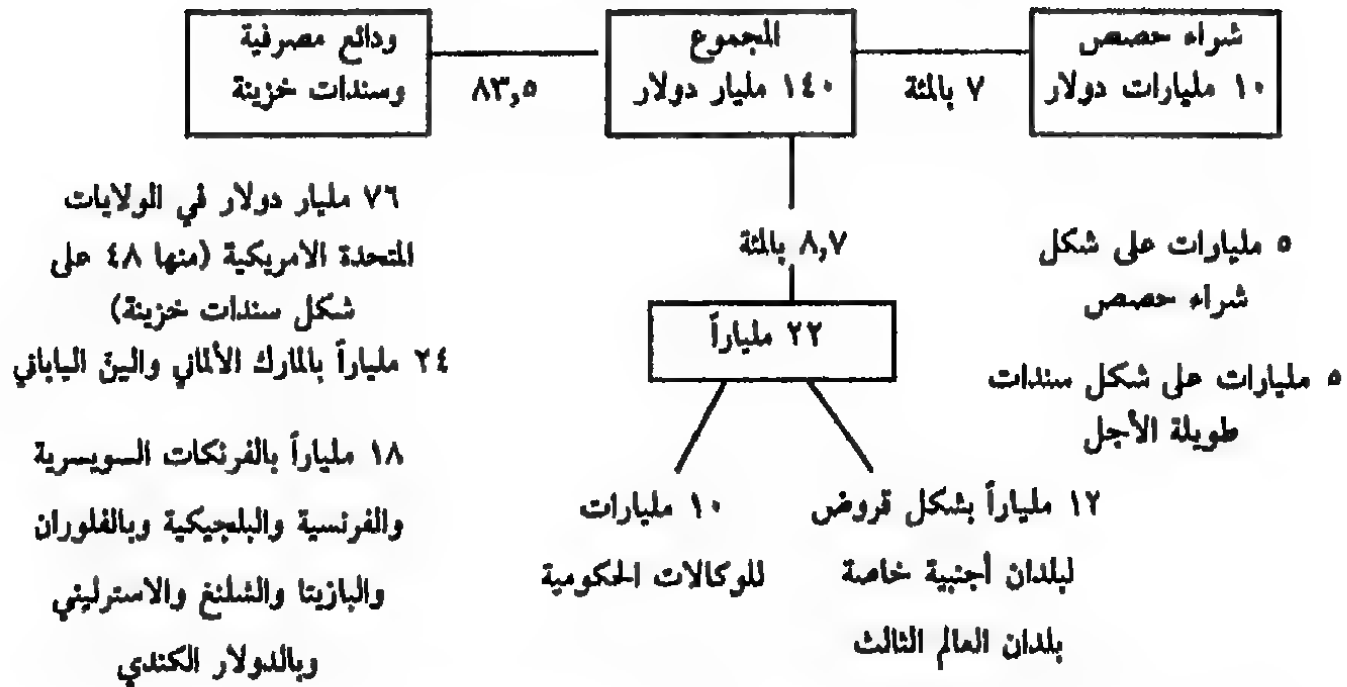 شراء حصص
١٠ مليارات دولار
٧ بالمئة
المجموع
١٤٠ مليار دولار
٨٣,٥
ودائع مصرفية
وسندات خزينة
٥ مليارات على شكل
شراء حصص
٥ مليارات على شكل سندات
طويلة الأجل
٨,٧ بالمئة
٢٢ ملياراً
١٢ ملياراً بشكل قروض
لبلدان أجنبية خاصة
بلدان العالم الثالث
١٠ مليارات
للوكالات الحكومية
٧٦ مليار دولار في الولايات
المتحدة الامريكية (منها ٤٨ على
شكل سندات خزينة)
٢٤ ملياراً بالمارك الألماني والينّ الياباني
١٨ ملياراً بالفرنكات السويسرية
والفرنسية والبلجيكية وبالفلوران
والبازيتا والشلنغ والاسترليني
وبالدولار الكندي